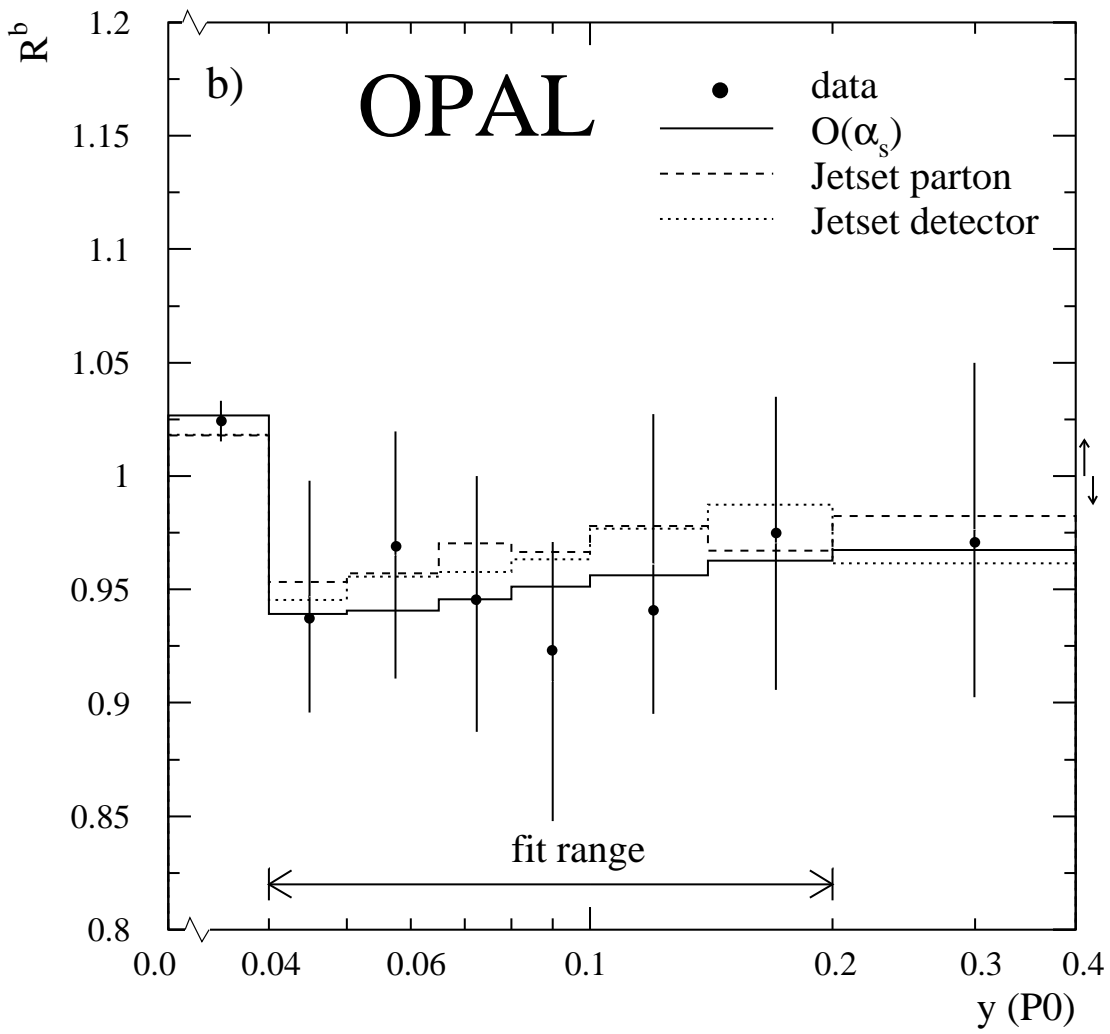 R^b
b)
OPAL
data
O(α_s)
Jetset parton
Jetset detector
1.2
1.15
1.1
1.05
1
0.95
0.9
0.85
0.8
fit range
0.0 0.04 0.06 0.1 0.2 0.3 0.4
y (P0)